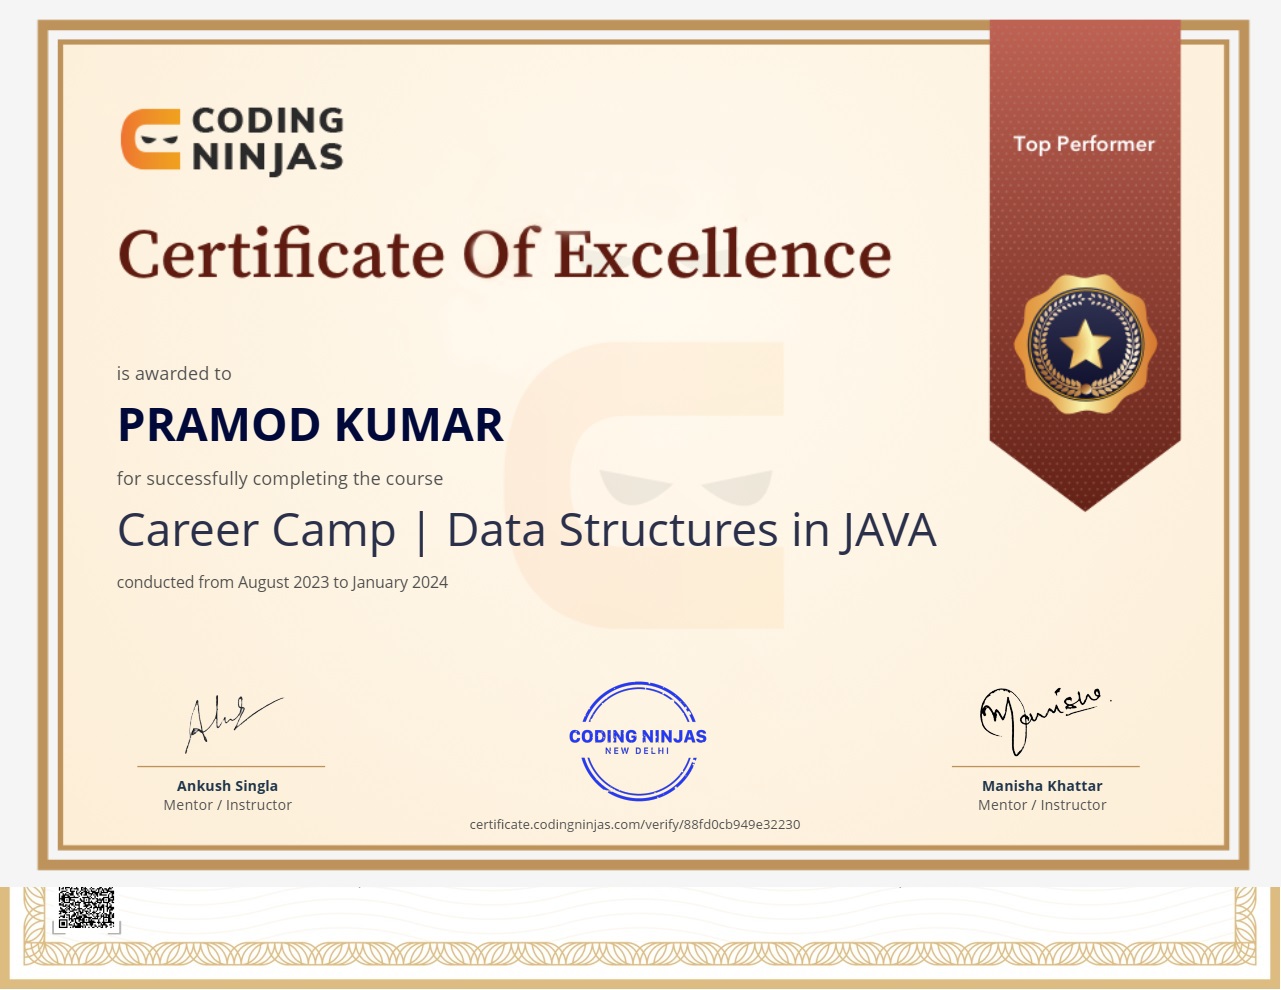 CODING
NINJAS
Top Performer
Certificate Of Excellence
is awarded to
PRAMOD KUMAR
for successfully completing the course
Career Camp | Data Structures in JAVA
conducted from August 2023 to January 2024
CODING NINJAS
NEW DELHI
Ankush Singla
Mentor / Instructor
Manisha Khattar
Mentor / Instructor
certificate.codingninjas.com/verify/88fd0cb949e32230